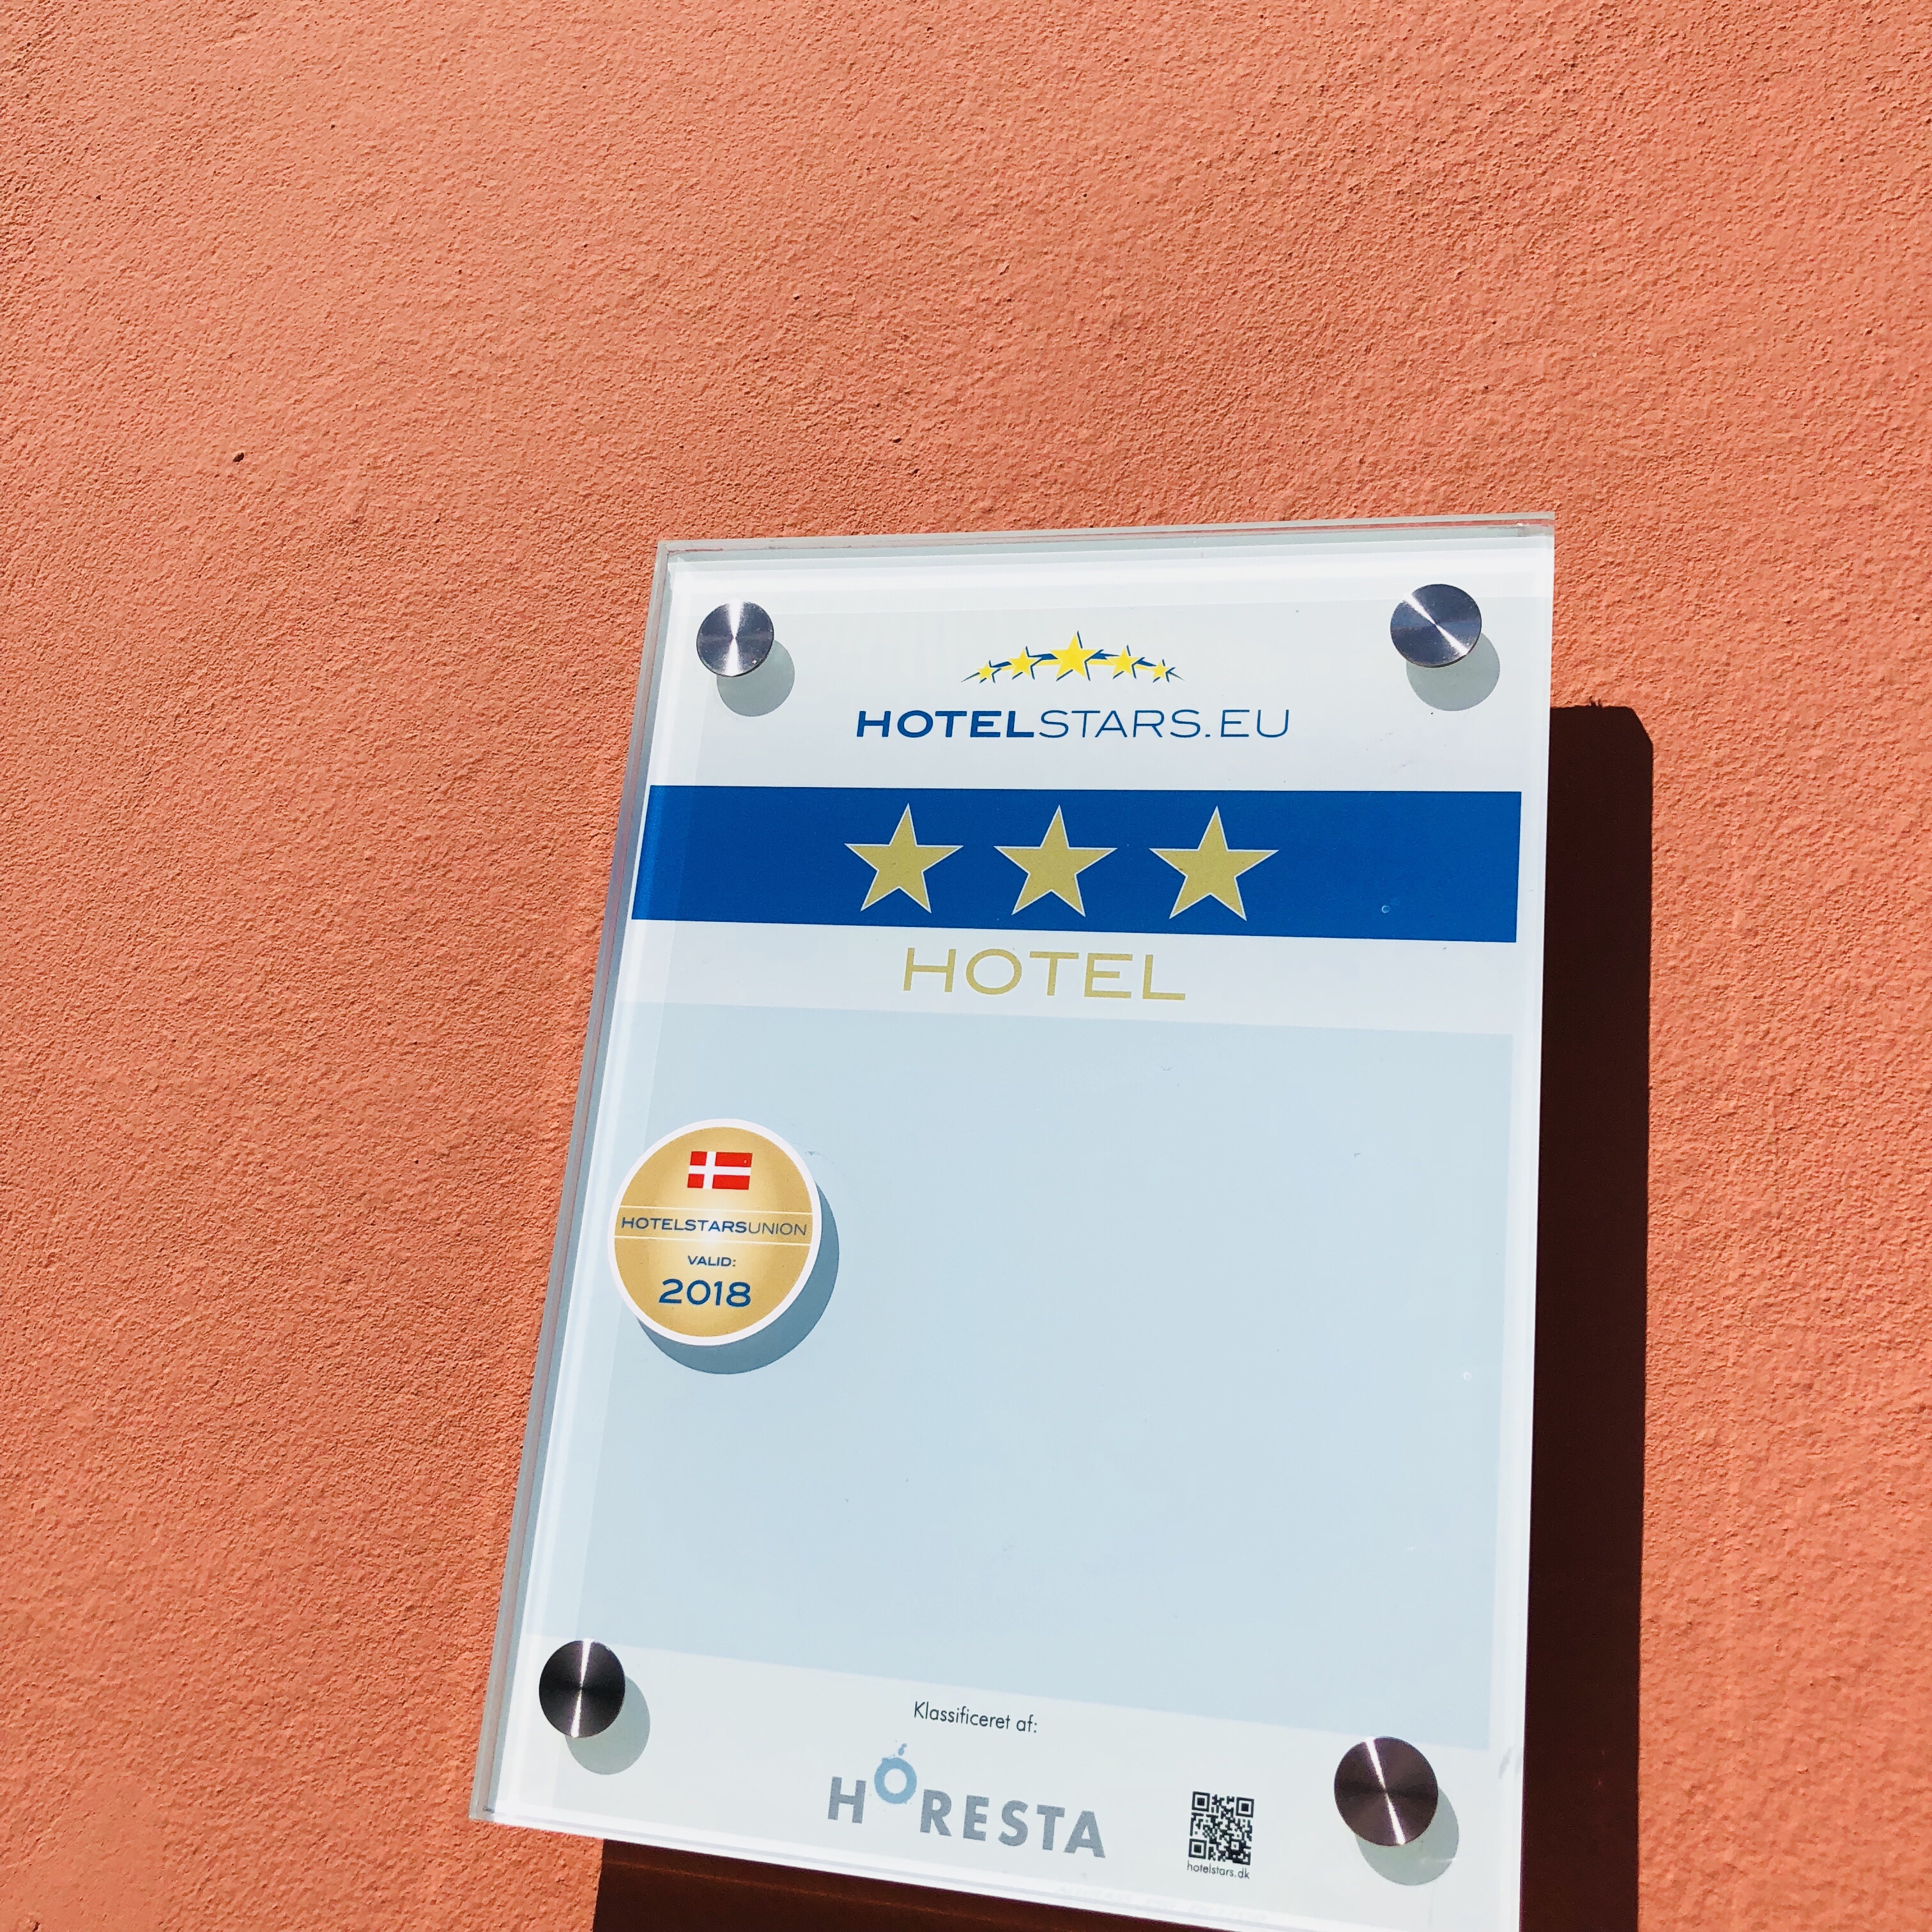 HOTELSTARS.EU
HOTEL
HOTELSTARSUNION
VALID:
2018
Klassificeret af:
HORESTA
hotelstars.dk